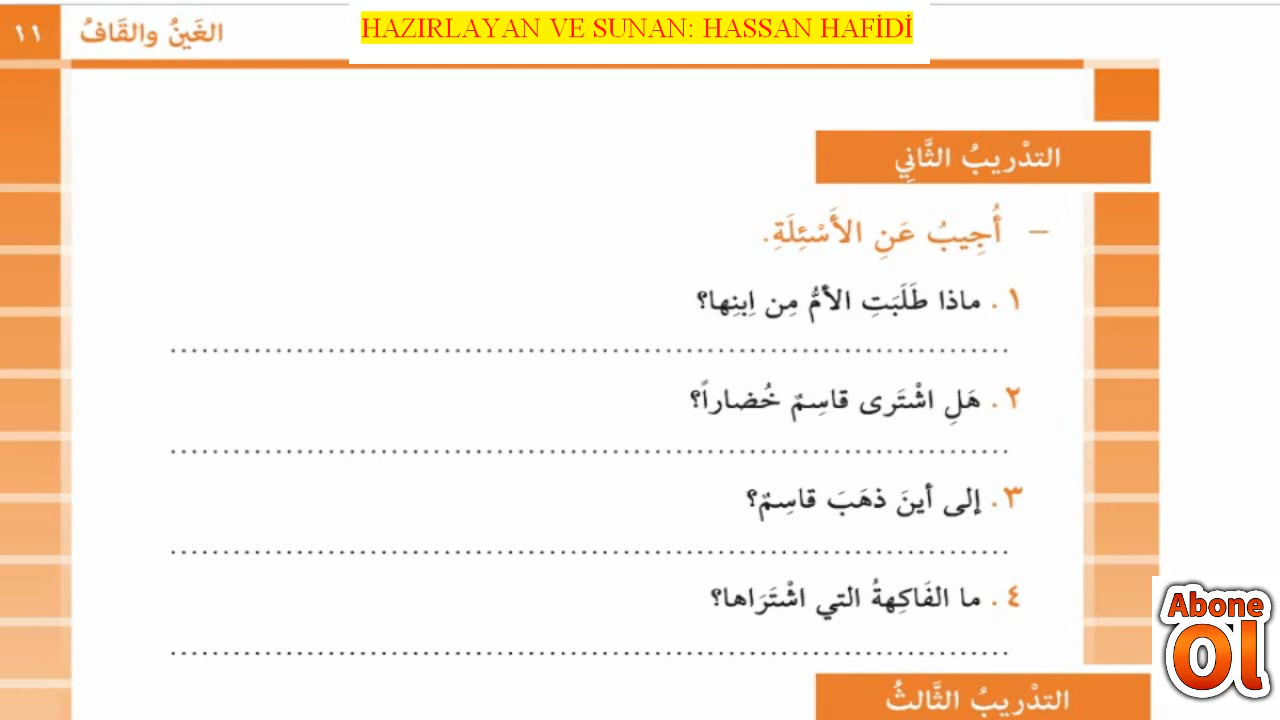 HAZIRLAYAN VE SUNAN: HASSAN HAFİDİ
الغَينُ والقَافُ ١١
التدْريبُ الثَّانِي
– أُجِيبُ عَنِ الأَسْئِلَةِ.
١ . ماذا طَلَبَتِ الأمُّ مِن اِبنِها؟
................................................................................
٢ . هَلِ اشْتَرى قاسِمٌ خُضاراً؟
................................................................................
٣ . إلى أينَ ذهَبَ قاسِمٌ؟
................................................................................
٤ . ما الفَاكِهةُ التي اشْتَرَاها؟
................................................................................
التدْريبُ الثَّالثُ
Abone
Ol